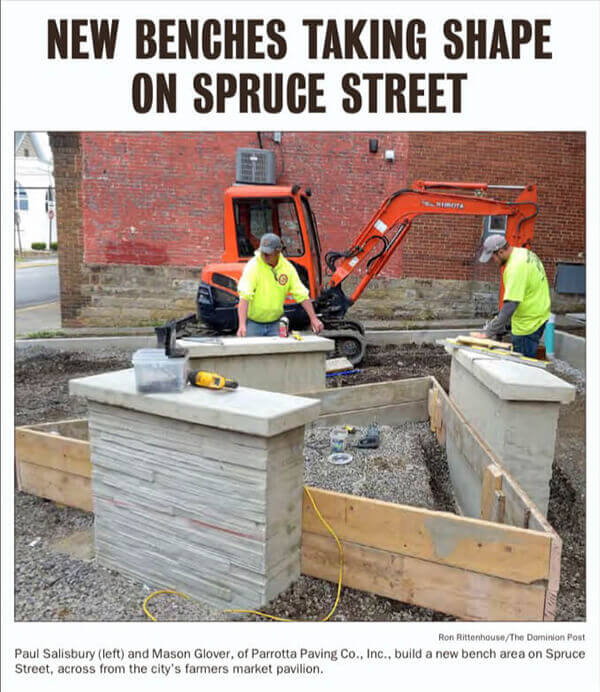 NEW BENCHES TAKING SHAPE
ON SPRUCE STREET
KUBOTA
Ron Rittenhouse/The Dominion Post
Paul Salisbury (left) and Mason Glover, of Parrotta Paving Co., Inc., build a new bench area on Spruce
Street, across from the city's farmers market pavilion.